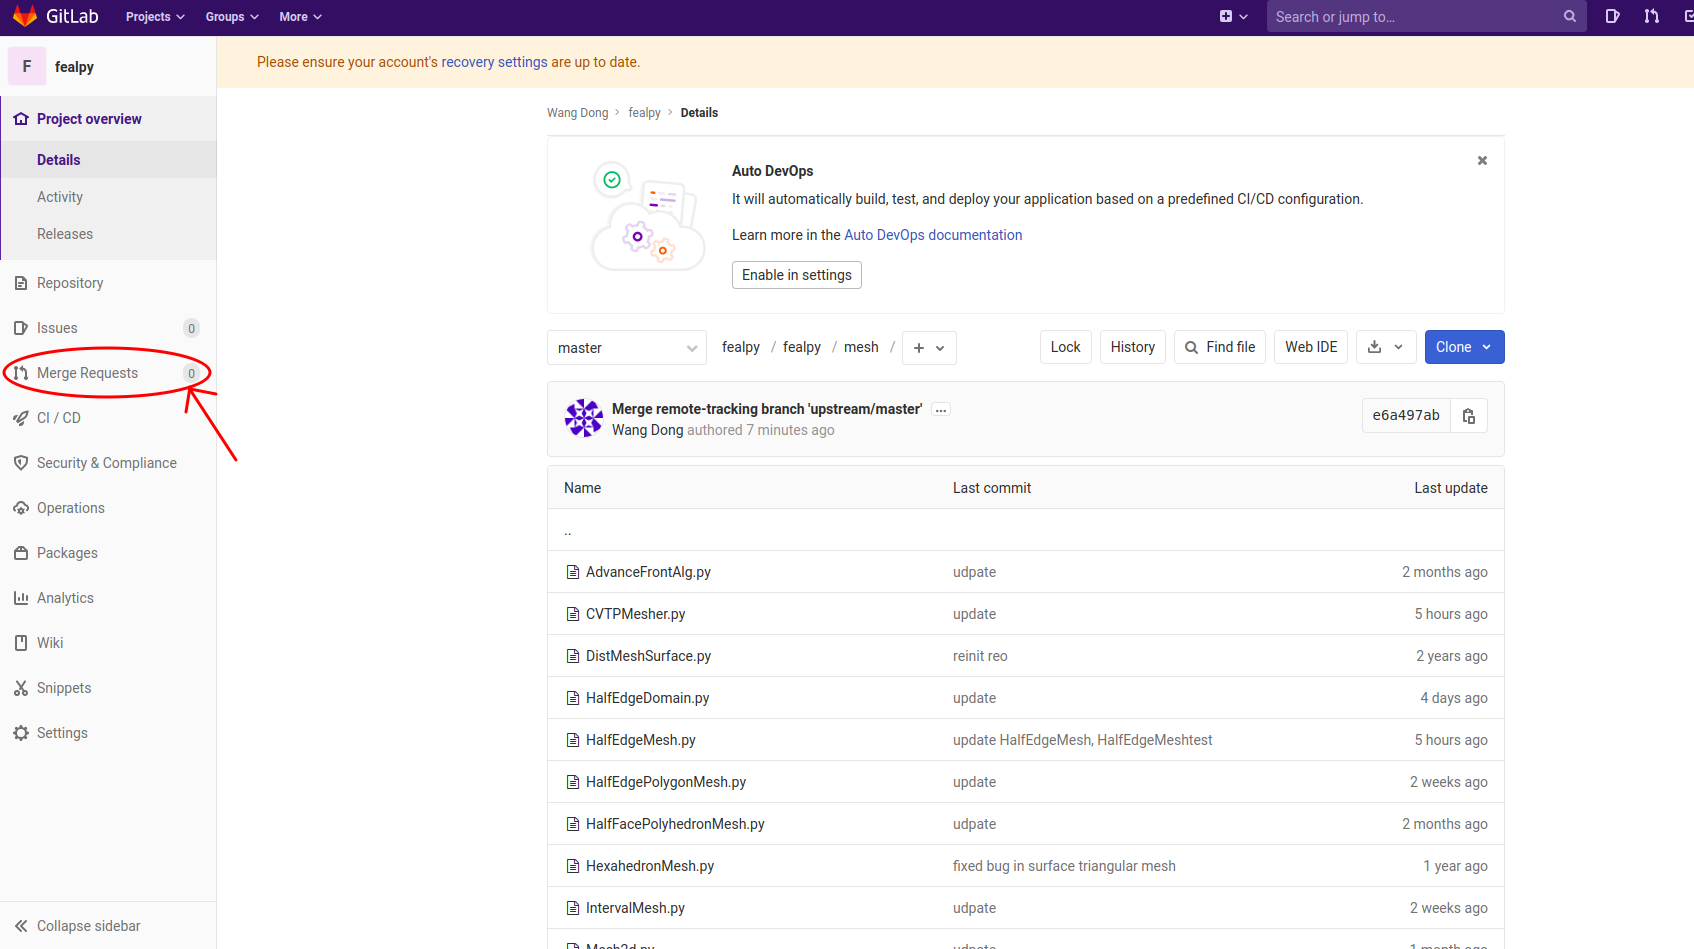 GitLab Projects Groups More Search or jump to...
F fealpy
Please ensure your account's recovery settings are up to date.
Project overview
Details
Activity
Releases
Repository
Issues 0
Merge Requests 0
CI / CD
Security & Compliance
Operations
Packages
Analytics
Wiki
Snippets
Settings
Collapse sidebar
Wang Dong > fealpy > Details
Auto DevOps
It will automatically build, test, and deploy your application based on a predefined CI/CD configuration.
Learn more in the Auto DevOps documentation
Enable in settings
master fealpy / fealpy / mesh / + Lock History Find file Web IDE Clone
Merge remote-tracking branch 'upstream/master' ...
Wang Dong authored 7 minutes ago
e6a497ab
Name Last commit Last update
..
AdvanceFrontAlg.py udpate 2 months ago
CVTPMesher.py update 5 hours ago
DistMeshSurface.py reinit reo 2 years ago
HalfEdgeDomain.py update 4 days ago
HalfEdgeMesh.py update HalfEdgeMesh, HalfEdgeMeshtest 5 hours ago
HalfEdgePolygonMesh.py update 2 weeks ago
HalfFacePolyhedronMesh.py udpate 2 months ago
HexahedronMesh.py fixed bug in surface triangular mesh 1 year ago
IntervalMesh.py udpate 2 weeks ago
Mesh2d.py udpate 1 month ago